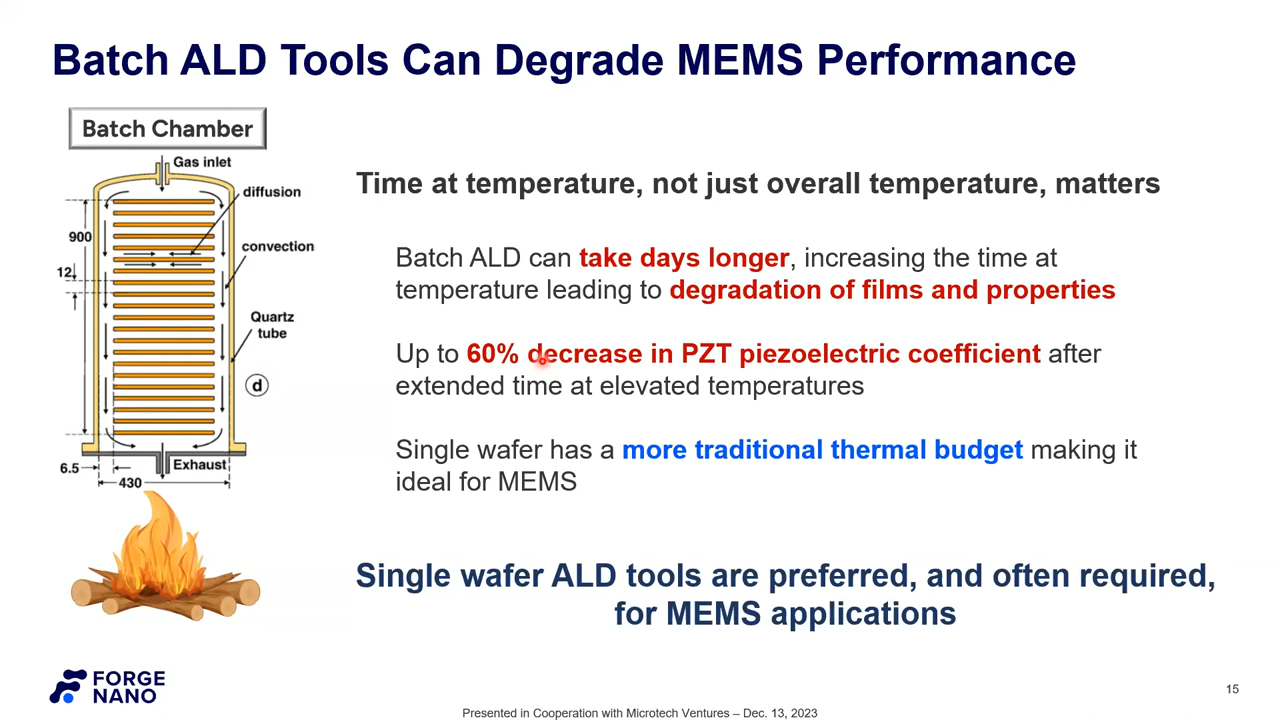 Batch ALD Tools Can Degrade MEMS Performance
Batch Chamber
Gas inlet
diffusion
900
convection
12
Quartz
tube
d
6.5
Exhaust
430
Time at temperature, not just overall temperature, matters
Batch ALD can take days longer, increasing the time at
temperature leading to degradation of films and properties
Up to 60% decrease in PZT piezoelectric coefficient after
extended time at elevated temperatures
Single wafer has a more traditional thermal budget making it
ideal for MEMS
Single wafer ALD tools are preferred, and often required,
for MEMS applications
FORGE
NANO
15
Presented in Cooperation with Microtech Ventures – Dec. 13, 2023